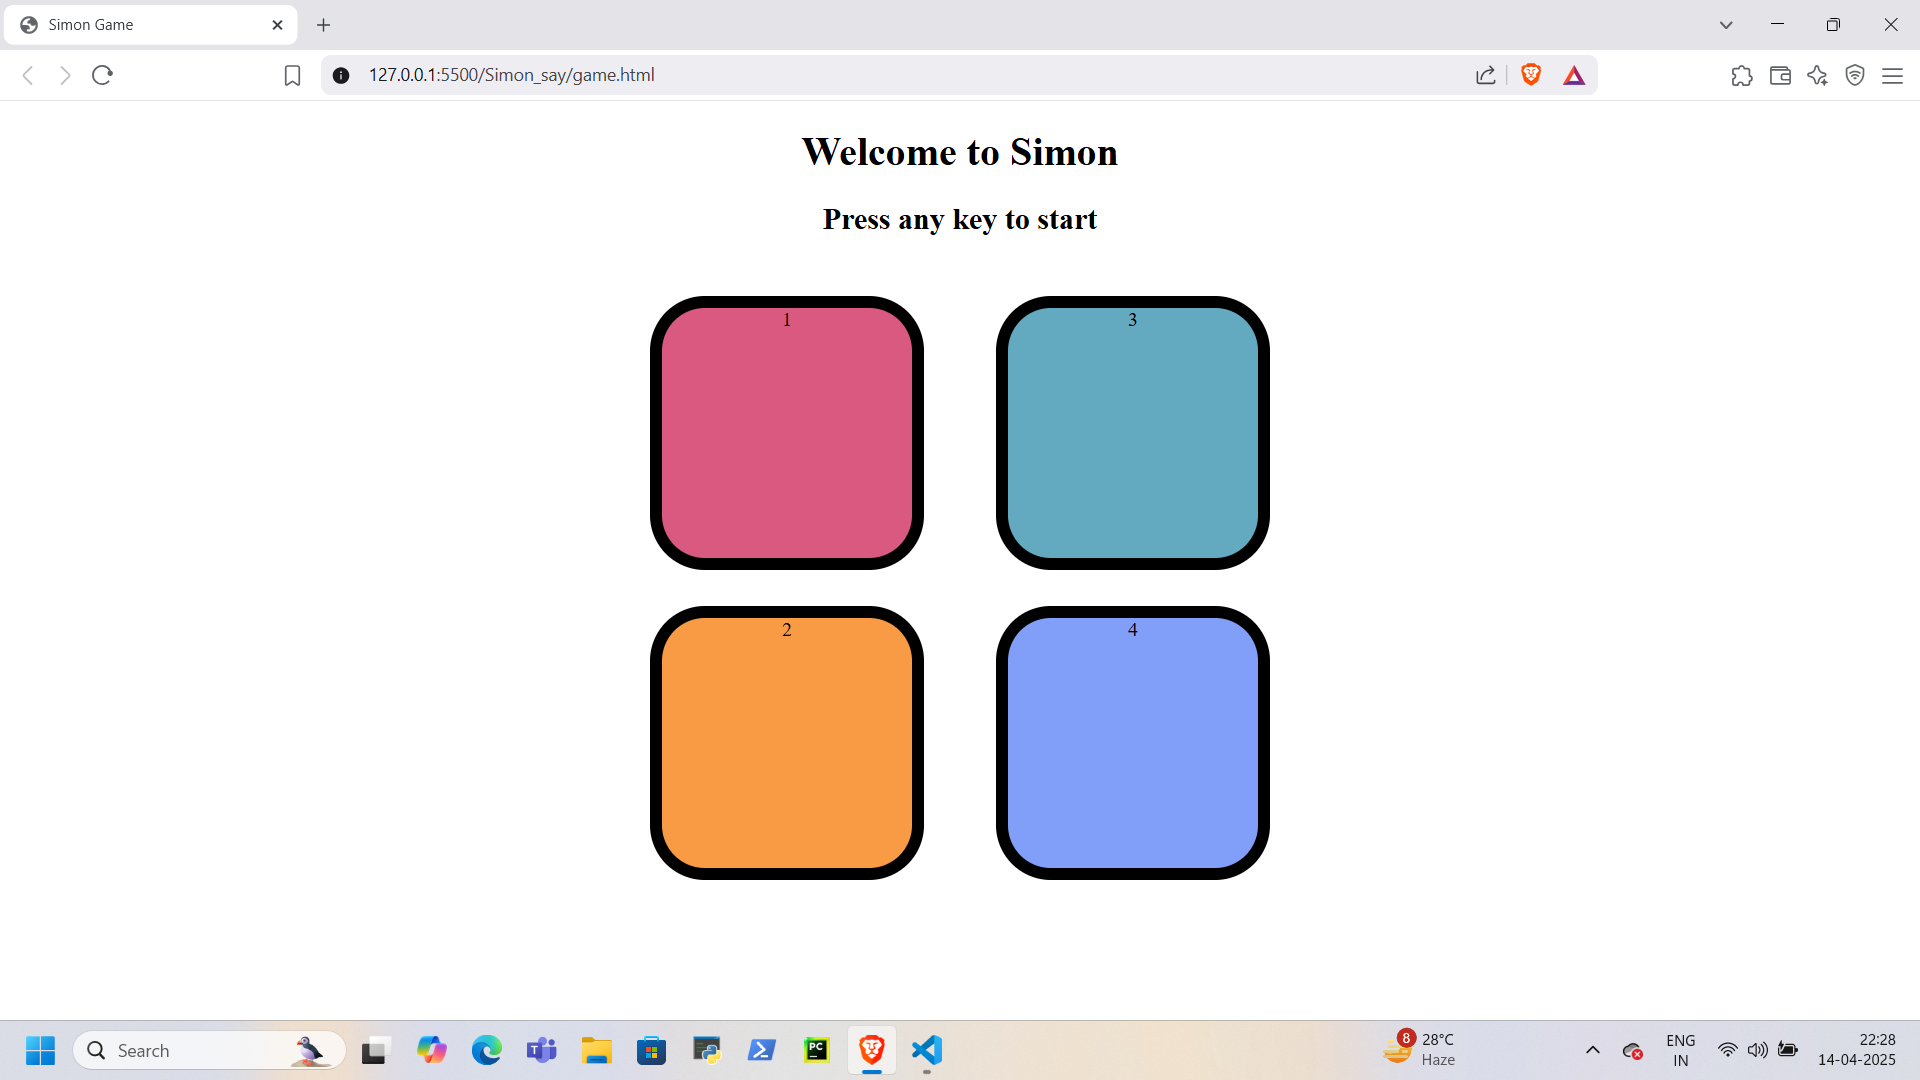 Simon Game
127.0.0.1:5500/Simon_say/game.html
Welcome to Simon
Press any key to start
1
3
2
4
Search
T
PC
8
28°C
Haze
ENG
IN
22:28
14-04-2025